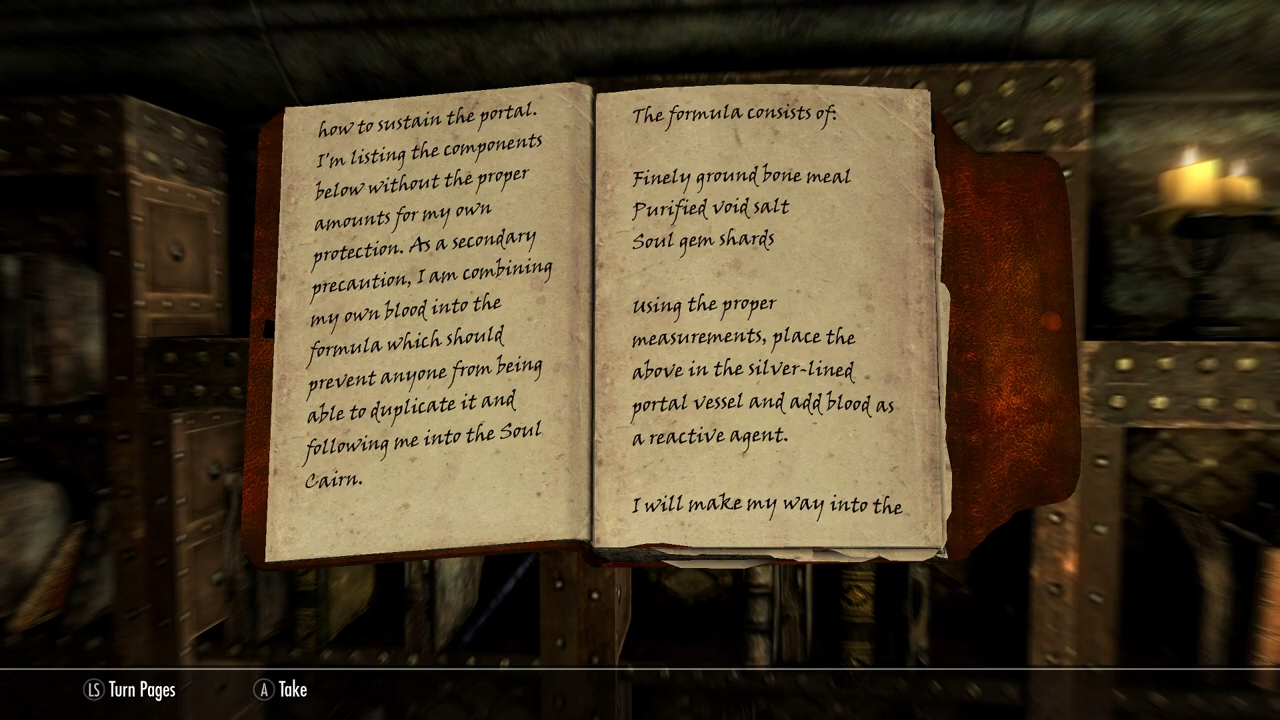 how to sustain the portal.
I'm listing the components
below without the proper
amounts for my own
protection. As a secondary
precaution, I am combining
my own blood into the
formula which should
prevent anyone from being
able to duplicate it and
following me into the Soul
Cairn.
The formula consists of:
Finely ground bone meal
Purified void salt
Soul gem shards
Using the proper
measurements, place the
above in the silver-lined
portal vessel and add blood as
a reactive agent.
I will make my way into the
LS Turn Pages
A Take